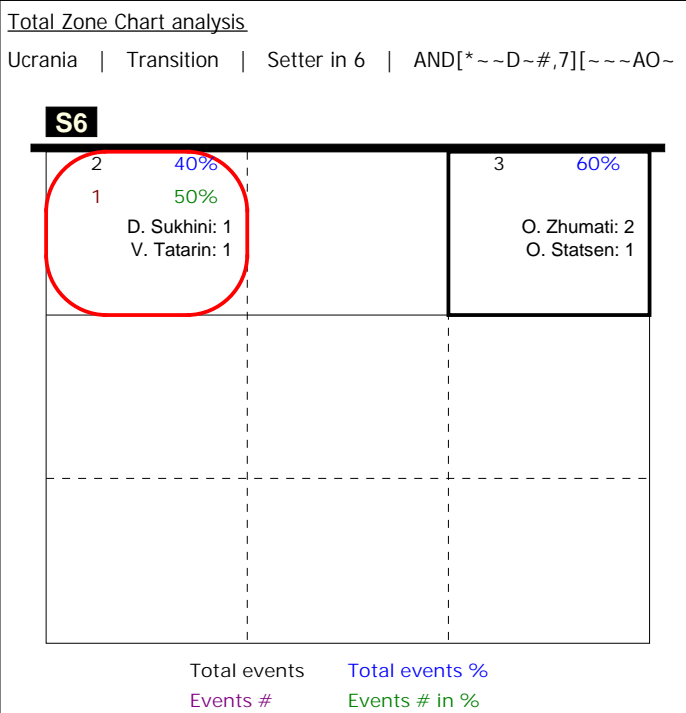 Total Zone Chart analysis
Ucrania | Transition | Setter in 6 | AND[*~~D~#,7][~~~AO~
S6
2 40% 3 60%
1 50%
D. Sukhini: 1 O. Zhumati: 2
V. Tatarin: 1 O. Statsen: 1
Total events Total events %
Events # Events # in %